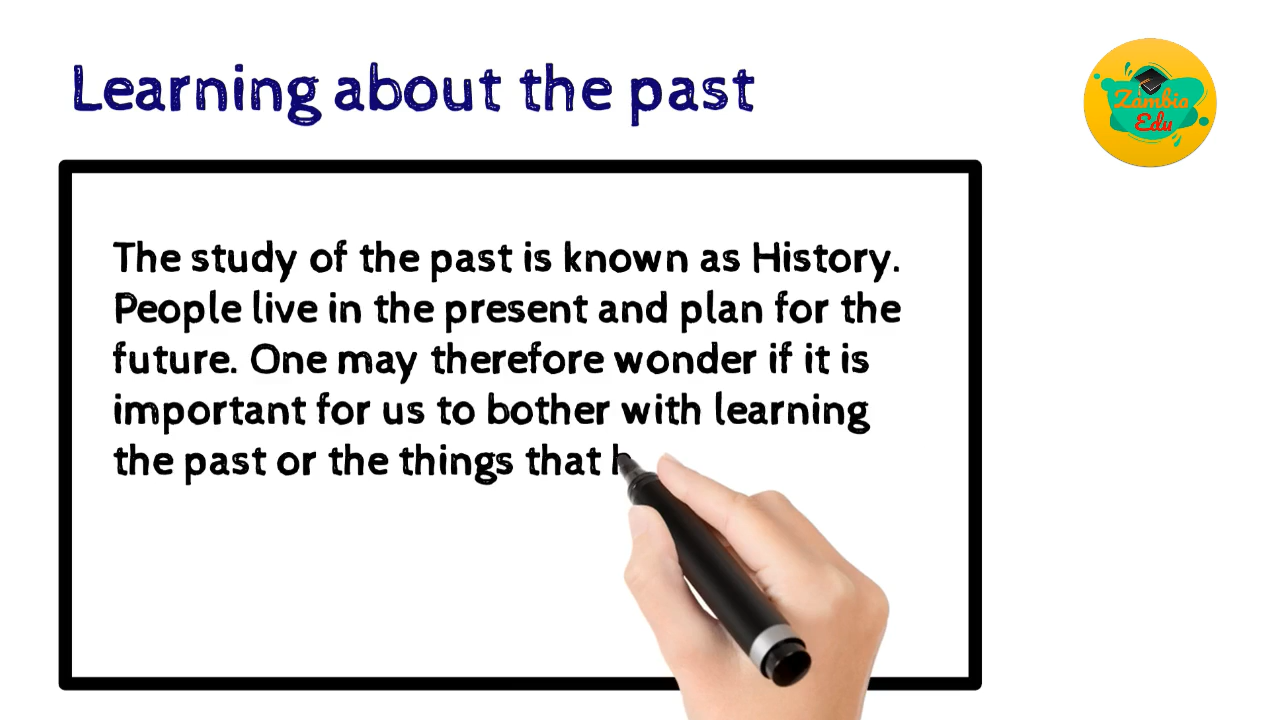 Learning about the past
Zambia
Edu
The study of the past is known as History.
People live in the present and plan for the
future. One may therefore wonder if it is
important for us to bother with learning
the past or the things that